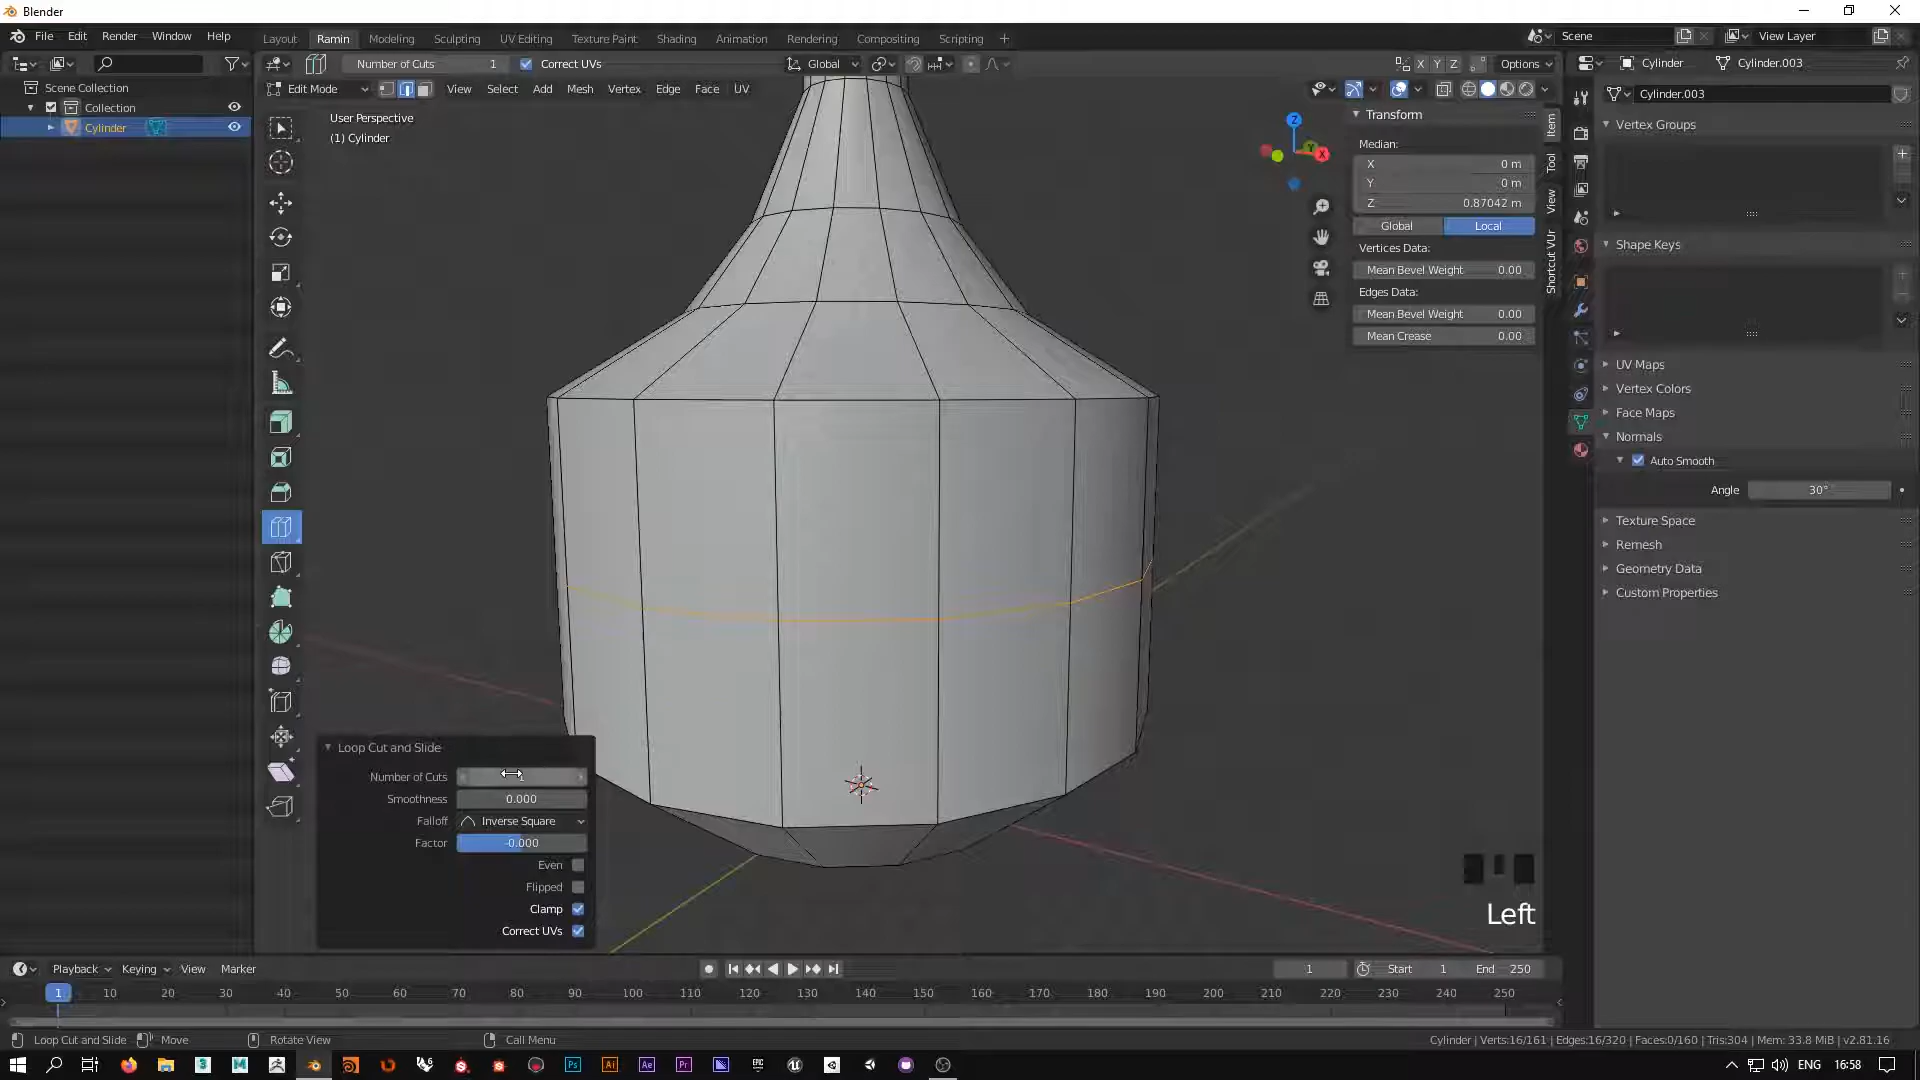 Blender
File Edit Render Window Help
Layout Ramin Modeling Sculpting UV Editing Texture Paint Shading Animation Rendering Compositing Scripting +
Scene
View Layer
Number of Cuts 1 Correct UVs
Global
X Y Z
Options
Cylinder
Cylinder.003
Scene Collection
Collection
Cylinder
Edit Mode View Select Add Mesh Vertex Edge Face UV
User Perspective
(1) Cylinder
Z
Y
X
Transform
Median:
X 0 m
Y 0 m
Z 0.87042 m
Global Local
Vertices Data:
Mean Bevel Weight 0.00
Edges Data:
Mean Bevel Weight 0.00
Mean Crease 0.00
Item
Tool
View
Shortcut VUr
Cylinder.003
Vertex Groups
Shape Keys
UV Maps
Vertex Colors
Face Maps
Normals
Auto Smooth
Angle 30°
Texture Space
Remesh
Geometry Data
Custom Properties
Loop Cut and Slide
Number of Cuts
Smoothness 0.000
Falloff Inverse Square
Factor -0.000
Even
Flipped
Clamp
Correct UVs
Left
Playback Keying View Marker
1 Start 1 End 250
1 10 20 30 40 50 60 70 80 90 100 110 120 130 140 150 160 170 180 190 200 210 220 230 240 250
Loop Cut and Slide Move Rotate View Call Menu
Cylinder | Verts:16/161 | Edges:16/320 | Faces:0/160 | Tris:304 | Mem: 33.8 MiB | v2.81.16
Ps Ai Ae Pr
ENG 16:58